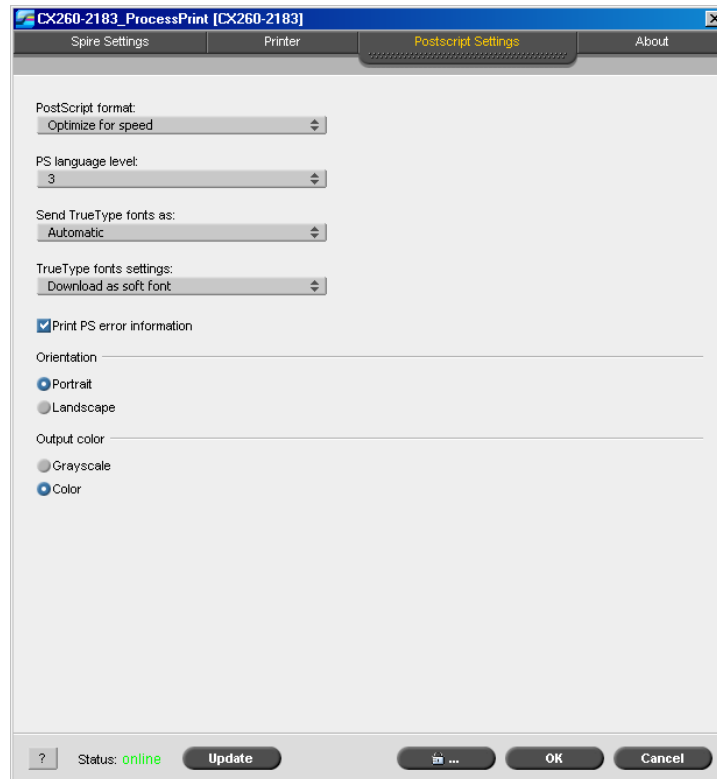 CX260-2183_ProcessPrint [CX260-2183]
Spire Settings Printer Postscript Settings About
PostScript format:
Optimize for speed
PS language level:
3
Send TrueType fonts as:
Automatic
TrueType fonts settings:
Download as soft font
Print PS error information
Orientation
Portrait
Landscape
Output color
Grayscale
Color
? Status: online Update ... OK Cancel